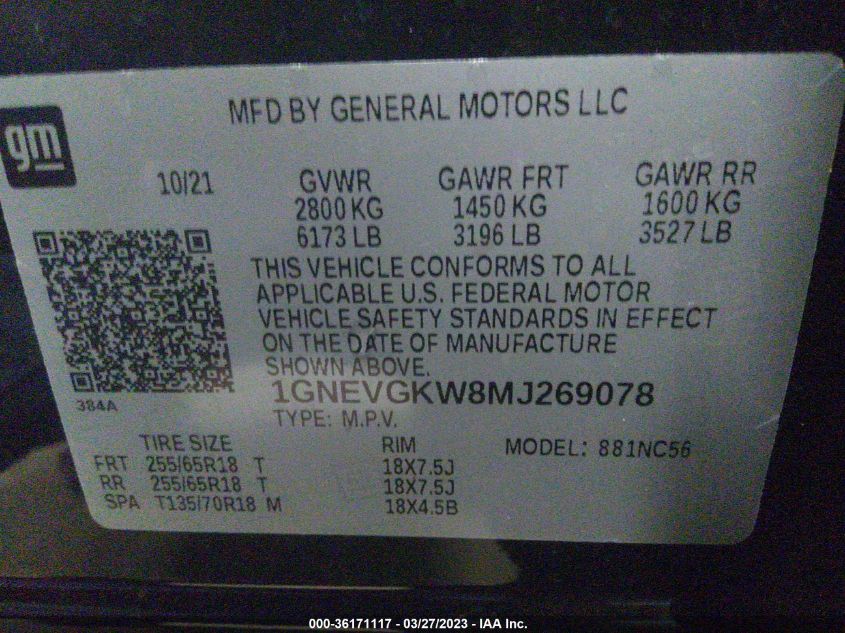 MFD BY GENERAL MOTORS LLC
gm
10/21 GVWR GAWR FRT GAWR RR
2800 KG 1450 KG 1600 KG
6173 LB 3196 LB 3527 LB
THIS VEHICLE CONFORMS TO ALL
APPLICABLE U.S. FEDERAL MOTOR
VEHICLE SAFETY STANDARDS IN EFFECT
ON THE DATE OF MANUFACTURE
SHOWN ABOVE.
384A
1GNEVGKW8MJ269078
TYPE: M.P.V.
TIRE SIZE RIM MODEL: 881NC56
FRT 255/65R18 T 18X7.5J
RR 255/65R18 T 18X7.5J
SPA T135/70R18 M 18X4.5B
000-36171117 - 03/27/2023 - IAA Inc.